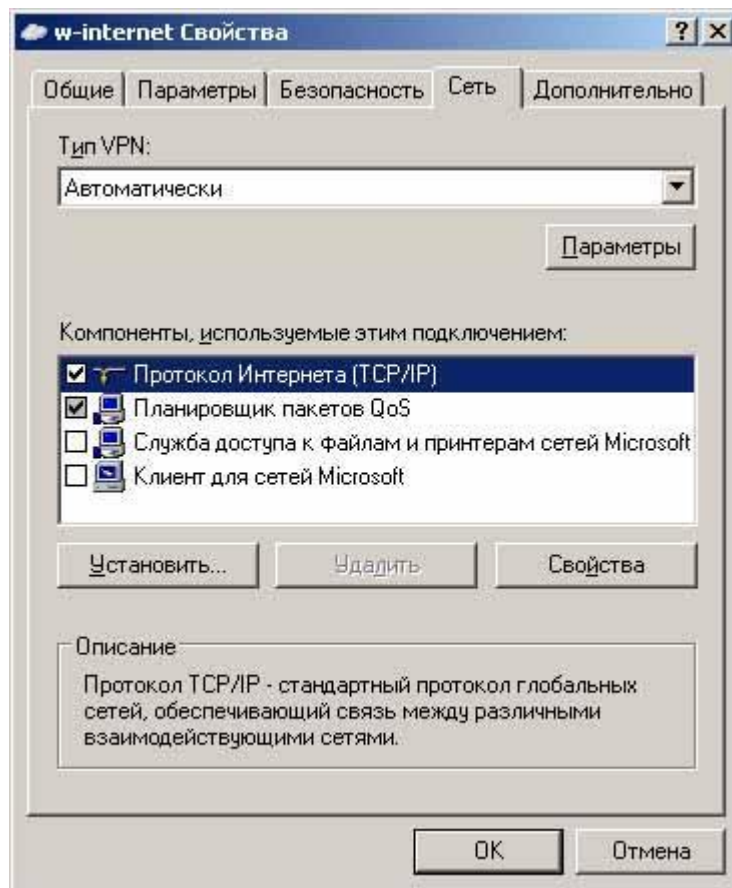 w-internet Свойства
Общие
Параметры
Безопасность
Сеть
Дополнительно
Тип VPN:
Автоматически
Параметры
Компоненты, используемые этим подключением:
Протокол Интернета (TCP/IP)
Планировщик пакетов QoS
Служба доступа к файлам и принтерам сетей Microsoft
Клиент для сетей Microsoft
Установить...
Удалить
Свойства
Описание
Протокол TCP/IP - стандартный протокол глобальных
сетей, обеспечивающий связь между различными
взаимодействующими сетями.
OK
Отмена